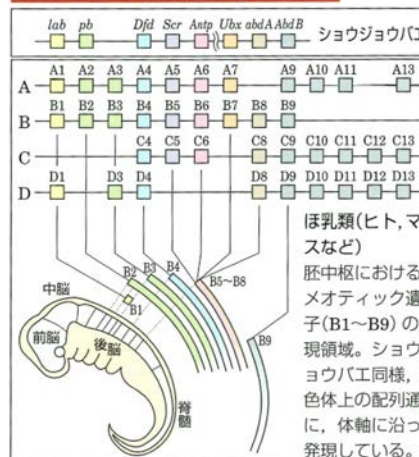 lab pb Dfd Scr Antp Ubx abdA AbdB
ショウジョウバエ
A A1 A2 A3 A4 A5 A6 A7 A9 A10 A11 A13
B B1 B2 B3 B4 B5 B6 B7 B8 B9
C C4 C5 C6 C8 C9 C10 C11 C12 C13
D D1 D3 D4 D8 D9 D10 D11 D12 D13
ほ乳類(ヒト,マ
スなど)
胚中枢における
メオティック遺
子(B1〜B9)の
現領域。ショウ
ョウバエ同様,
色体上の配列通
に, 体軸に沿っ
発現している。
B2 B3 B4 B5〜B8
B1
B9
中脳
前脳
後脳
脊髄